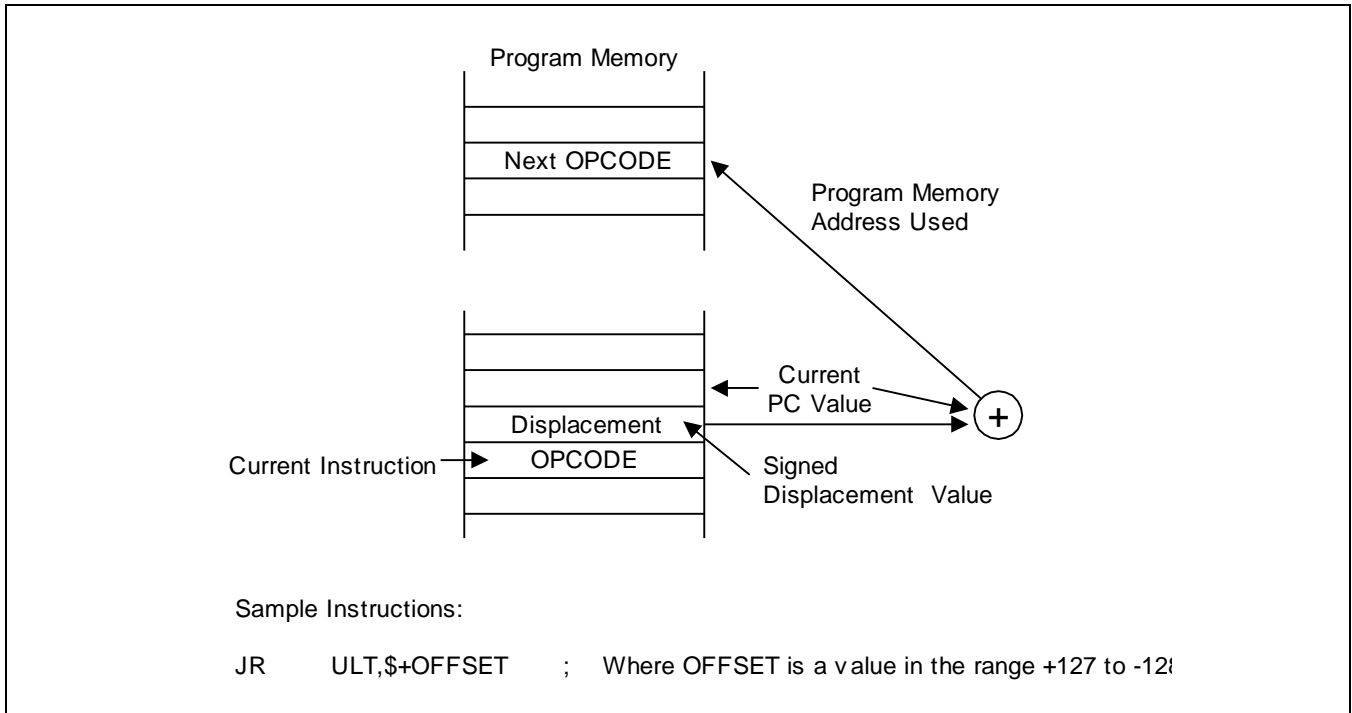 Program Memory
Next OPCODE
Program Memory
Address Used
Current
PC Value
+
Displacement
OPCODE
Current Instruction
Signed
Displacement Value
Sample Instructions:
JR ULT,$+OFFSET ; Where OFFSET is a value in the range +127 to